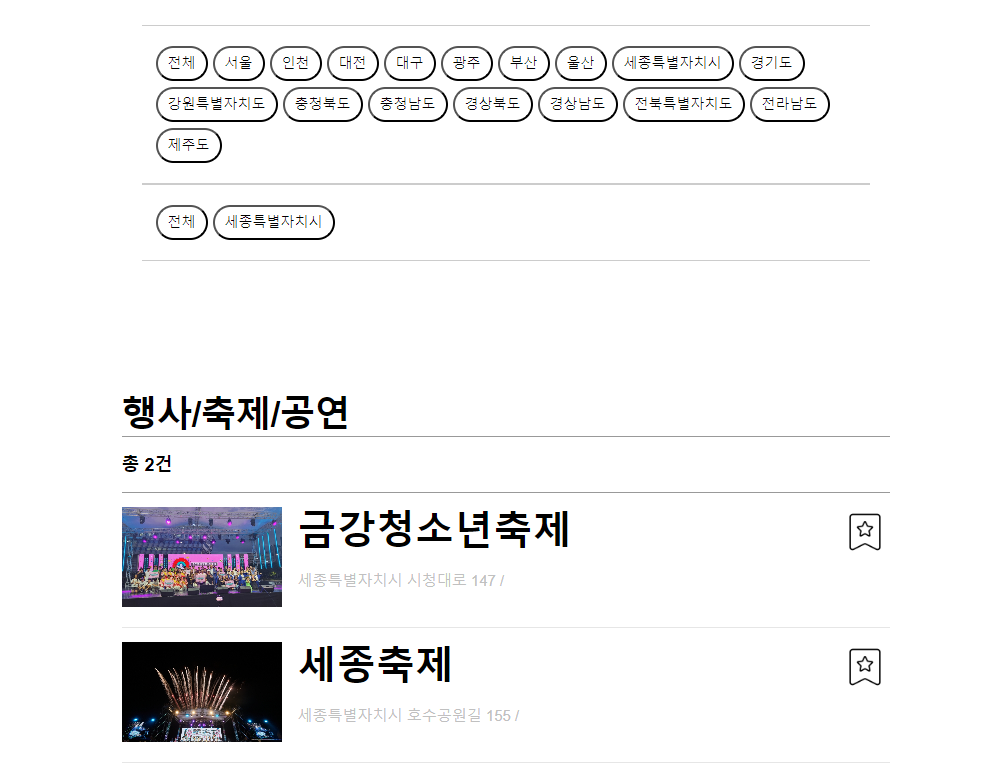 전체 서울 인천 대전 대구 광주 부산 울산 세종특별자치시 경기도
강원특별자치도 충청북도 충청남도 경상북도 경상남도 전북특별자치도 전라남도
제주도
전체 세종특별자치시
행사/축제/공연
총 2건
금강청소년축제
세종특별자치시 시청대로 147 /
세종축제
세종특별자치시 호수공원길 155 /